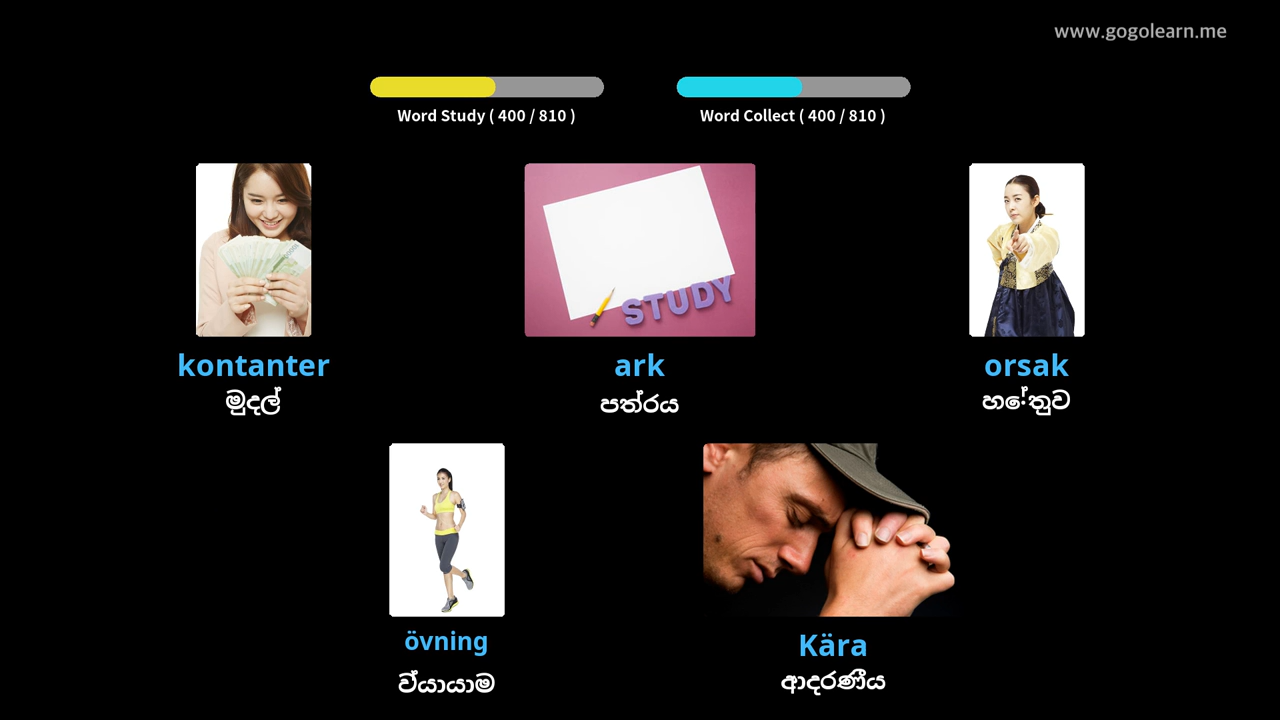 www.gogolearn.me
Word Study ( 400 / 810 )
Word Collect ( 400 / 810 )
STUDY
kontanter
මුදල්
ark
පත්රය
orsak
හේතුව
övning
ව්යායාම
Kära
ආදරණීය